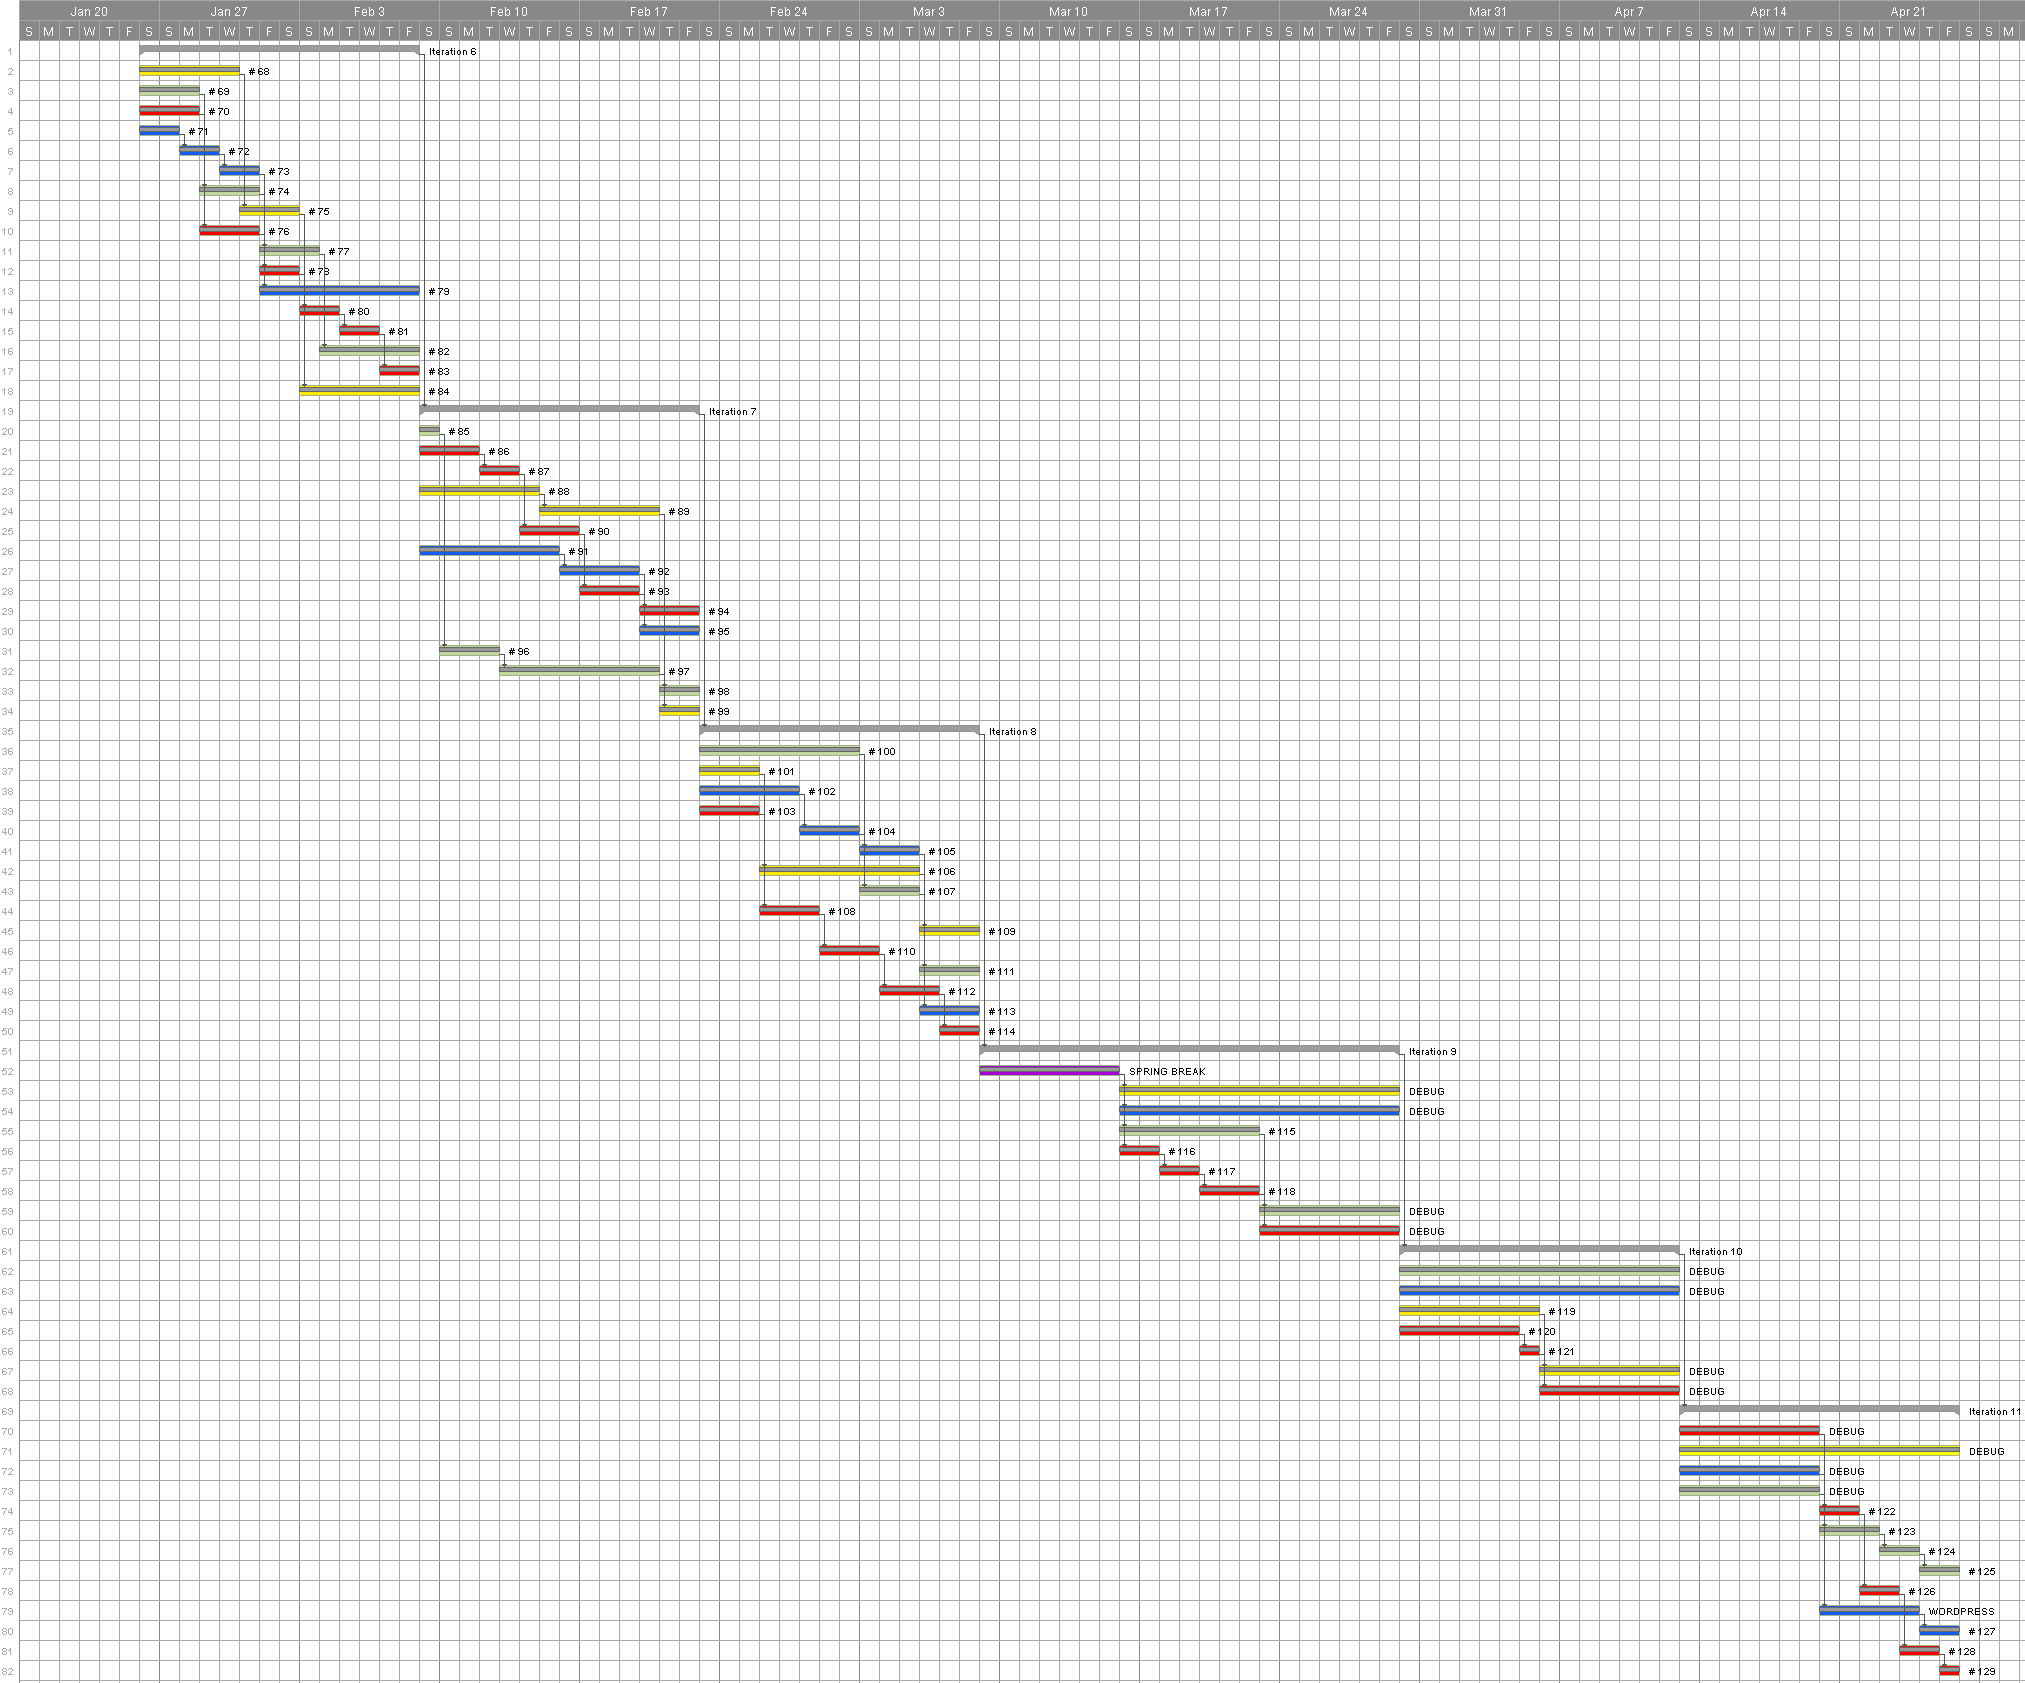 Jan 20 Jan 27 Feb 3 Feb 10 Feb 17 Feb 24 Mar 3 Mar 10 Mar 17 Mar 24 Mar 31 Apr 7 Apr 14 Apr 21
S M T W T F S S M T W T F S S M T W T F S S M T W T F S S M T W T F S S M T W T F S S M T W T F S S M T W T F S S M T W T F S S M T W T F S S M T W T F S S M T W T F S S M T W T F S S M T W T F S S M
1 Iteration 6
2 #68
3 #69
4 #70
5 #71
6 #72
7 #73
8 #74
9 #75
10 #76
11 #77
12 #78
13 #79
14 #80
15 #81
16 #82
17 #83
18 #84
19 Iteration 7
20 #85
21 #86
22 #87
23 #88
24 #89
25 #90
26 #91
27 #92
28 #93
29 #94
30 #95
31 #96
32 #97
33 #98
34 #99
35 Iteration 8
36 #100
37 #101
38 #102
39 #103
40 #104
41 #105
42 #106
43 #107
44 #108
45 #109
46 #110
47 #111
48 #112
49 #113
50 #114
51 Iteration 9
52 SPRING BREAK
53 DEBUG
54 DEBUG
55 #115
56 #116
57 #117
58 #118
59 DEBUG
60 DEBUG
61 Iteration 10
62 DEBUG
63 DEBUG
64 #119
65 #120
66 #121
67 DEBUG
68 DEBUG
69 Iteration 11
70 DEBUG
71 DEBUG
72 DEBUG
73 DEBUG
74 #122
75 #123
76 #124
77 #125
78 #126
79 WORDPRESS
80 #127
81 #128
82 #129